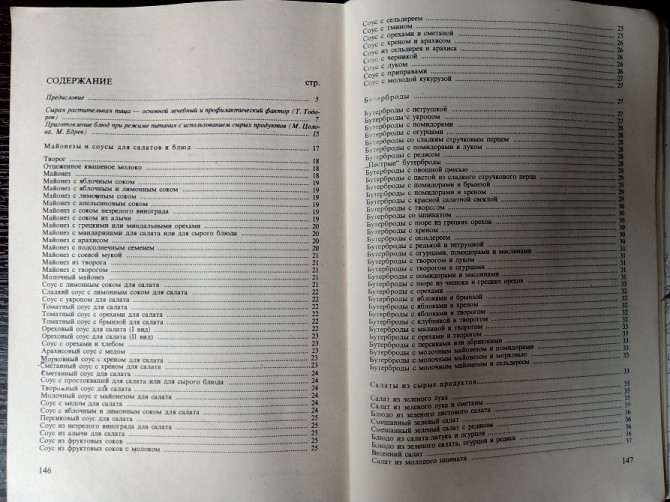 СОДЕРЖАНИЕ стр.
Предисловие 5
Сырая растительная пища — основной лечебный и профилактический фактор (Т. Тодо-
ров) 7
Приготовление блюд при режиме питания с использованием сырых продуктов (М. Цоло-
ва, М. Ебрев) 15
Майонезы и соусы для салатов и блюд 17
Творог 18
Отцеженное квашеное молоко 18
Майонез 18
Майонез с яблочным соком 19
Майонез с яблочным и лимонным соком 19
Майонез с лимонным соком 19
Майонез с апельсиновым соком 19
Майонез с соком незрелого винограда 19
Майонез с соком из алычи 19
Майонез с грецкими или миндальными орехами 20
Майонез с мандаринами для салата или для сырого блюда 20
Майонез с арахисом 20
Майонез с подсолнечным семенем 20
Майонез с соевой мукой 21
Майонез из творога 21
Майонез с творогом 21
Молочный майонез 21
Соус с лимонным соком для салата 21
Сладкий соус с лимонным соком для салата 22
Соус с укропом для салата 22
Томатный соус для салата 22
Томатный соус с орехами для салата 22
Томатный соус с брынзой для салата 22
Ореховый соус для салата (I вид) 22
Ореховый соус для салата (II вид) 23
Соус с орехами и хлебом 23
Арахисовый соус с медом 23
Морковный соус с хреном для салата 23
Сметанный соус с хреном для салата 23
Сметанный соус для салата 24
Соус с простоквашей для салата или для сырого блюда 24
Творожный соус для салата 24
Молочный соус с майонезом для салата 24
Соус с медом для салата 24
Соус с яблочным и лимонным соком для салата 24
Персиковый соус для салата 25
Соус из незрелого винограда для салата 25
Соус из алычи для салата 25
Соус из фруктовых соков 25
Соус из фруктовых соков с молоком 25
146
Соус с сельдереем 25
Соус с тмином 25
Соус с орехами и сметаной 26
Соус с хреном и арахисом 26
Соус из сельдерея и арахиса 26
Соус с черникой 26
Соус с луком 26
Соус с приправами 26
Соус с молодой кукурузой 27
Бутерброды 27
Бутерброды с петрушкой 27
Бутерброды с укропом 27
Бутерброды с помидорами 28
Бутерброды с огурцами 28
Бутерброды со сладким стручковым перцем 28
Бутерброды с помидорами и луком 28
Бутерброды с редисом 28
„Пестрые“ бутерброды 28
Бутерброды с овощной смесью 29
Бутерброды с пастой из сладкого стручкового перца 29
Бутерброды с помидорами и брынзой 29
Бутерброды с помидорами и хреном 29
Бутерброды с красной салатной свеклой 29
Бутерброды с творогом 30
Бутерброды со шпинатом 30
Бутерброды с пюре из грецких орехов 30
Бутерброды с хреном 30
Бутерброды с сельдереем 30
Бутерброды с редькой и петрушкой 31
Бутерброды с огурцами, помидорами и маслинами 31
Бутерброды с творогом и луком 31
Бутерброды с творогом и огурцами 31
Бутерброды с помидорами и маслинами 31
Бутерброды с пюре из чеснока и грецких орехов 31
Бутерброды с орехами 32
Бутерброды с яблоками и брынзой 32
Бутерброды с яблоками и хреном 32
Бутерброды с яблоками и творогом 32
Бутерброды с клубникой и творогом 32
Бутерброды с малиной и творогом 32
Бутерброды с орехами и творогом 33
Бутерброды с персиками или абрикосами 33
Бутерброды с молочным майонезом и помидорами 33
Бутерброды с молочным майонезом и морковью 33
Бутерброды с молочным майонезом и сельдереем
Салаты из сырых продуктов 33
Салат из зеленого лука 35
Салат из зеленого лука и сметаны 35
Блюдо из зеленого листового салата 35
Смешанный зеленый салат 36
Смешанный зеленый салат с редисом 36
Блюдо из салата-латука и огурцов 36
Блюдо из зеленого салата, огурцов и редиса 36
Весенний салат 37
Салат из молодого шпината
147